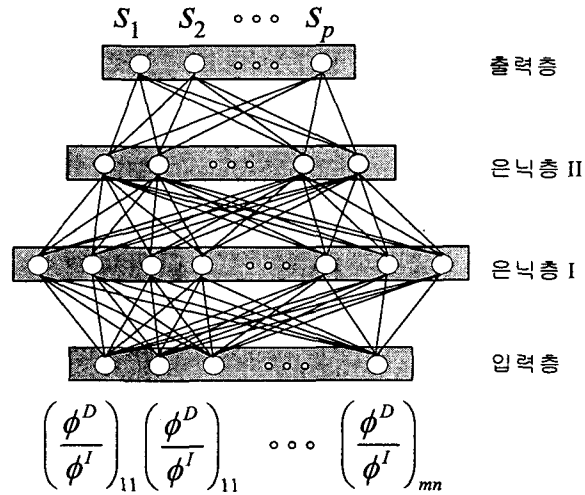 S₁ S₂ ∘∘∘ Sₚ
출력층
은닉층 II
은닉층 I
입력층
(ϕᴰ/ϕᴵ)₁₁ (ϕᴰ/ϕᴵ)₁₁ ∘∘∘ (ϕᴰ/ϕᴵ)ₘₙ